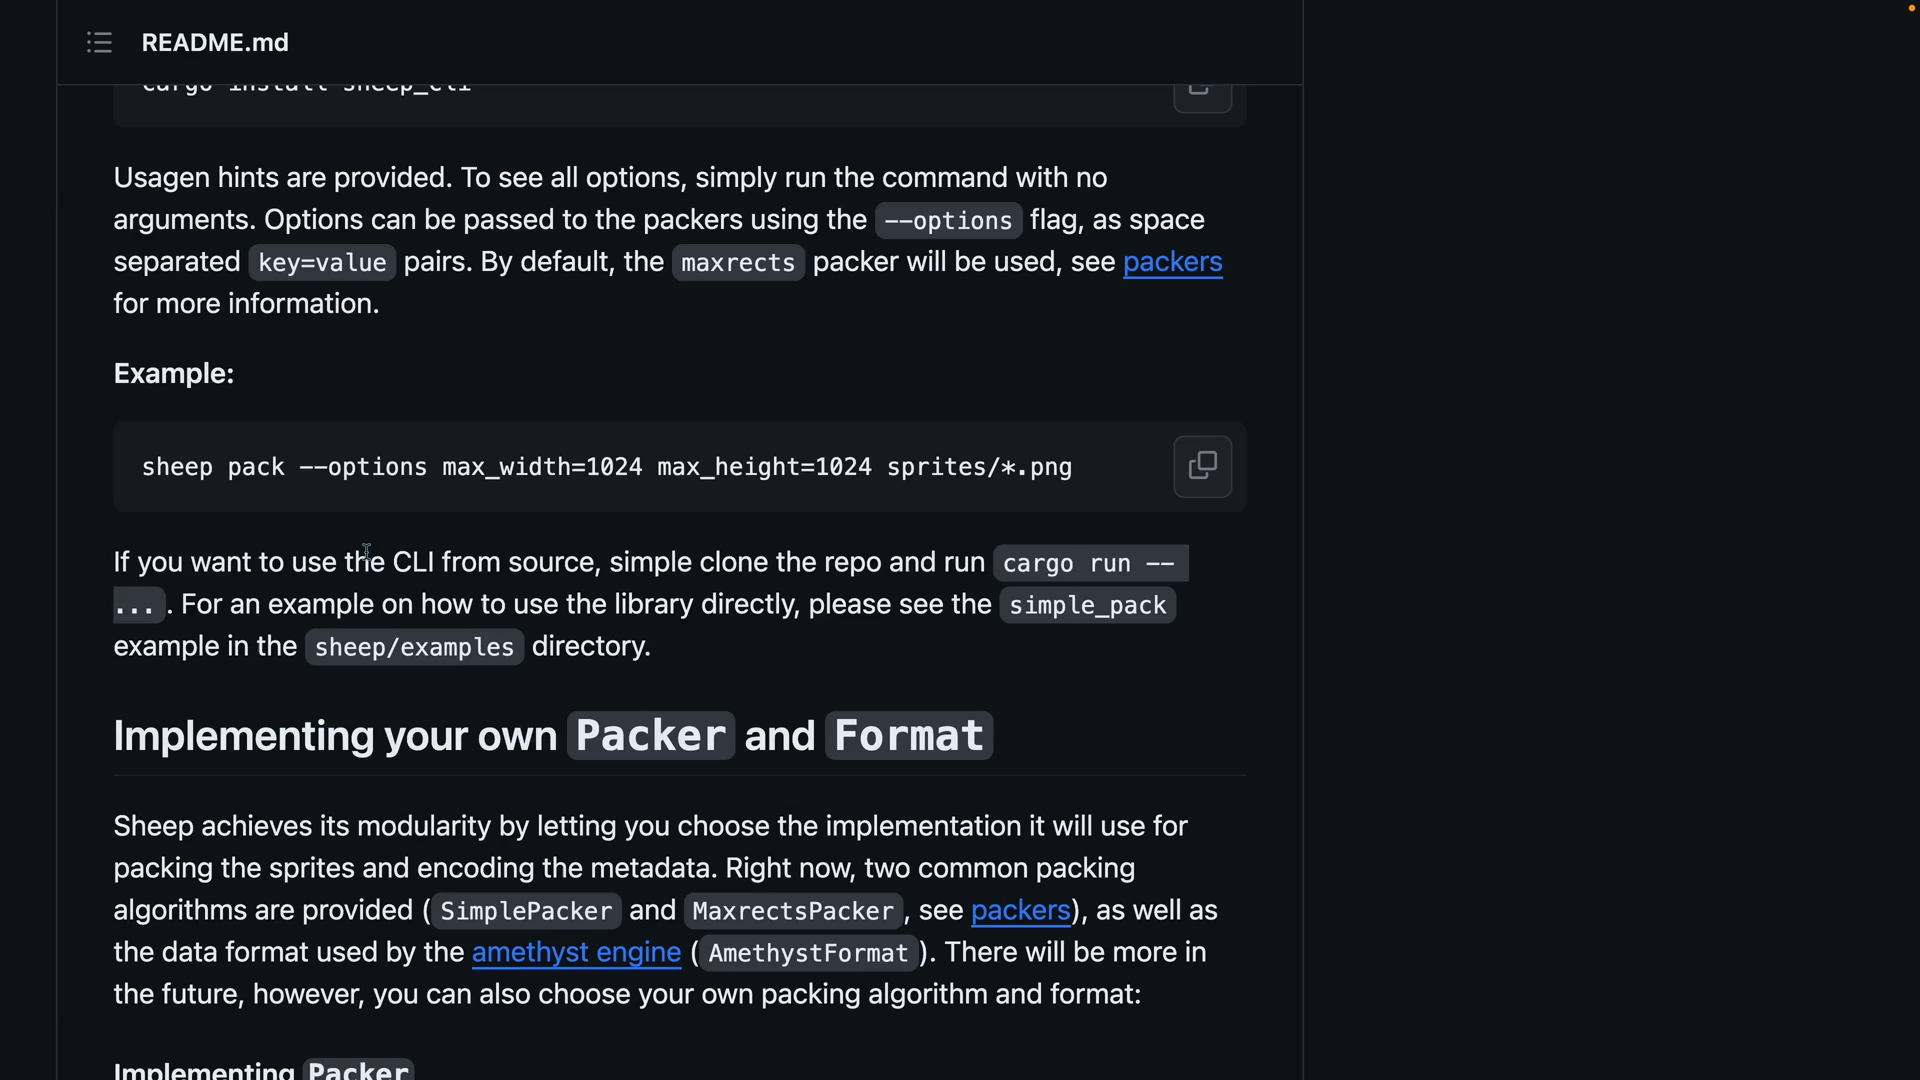 README.md
cargo install sheep_cli
Usagen hints are provided. To see all options, simply run the command with no
arguments. Options can be passed to the packers using the --options flag, as space
separated key=value pairs. By default, the maxrects packer will be used, see packers
for more information.
Example:
sheep pack --options max_width=1024 max_height=1024 sprites/*.png
If you want to use the CLI from source, simple clone the repo and run cargo run --
... . For an example on how to use the library directly, please see the simple_pack
example in the sheep/examples directory.
Implementing your own Packer and Format
Sheep achieves its modularity by letting you choose the implementation it will use for
packing the sprites and encoding the metadata. Right now, two common packing
algorithms are provided ( SimplePacker and MaxrectsPacker , see packers), as well as
the data format used by the amethyst engine ( AmethystFormat ). There will be more in
the future, however, you can also choose your own packing algorithm and format:
Implementing Packer